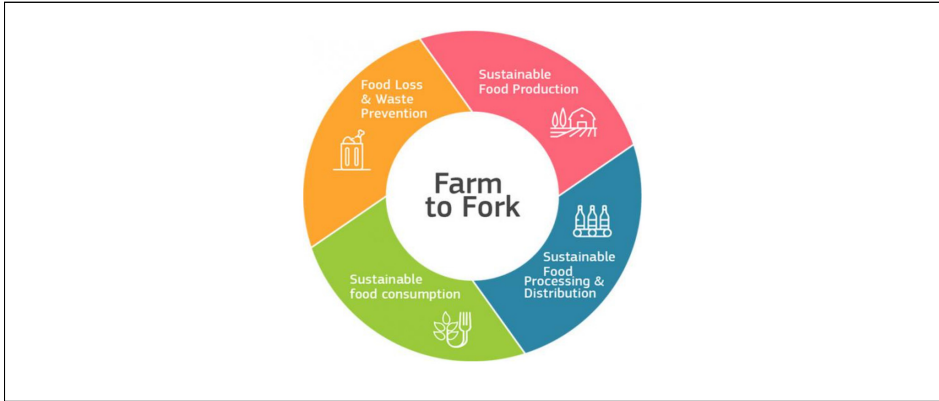 Food Loss
& Waste
Prevention
Sustainable
Food Production
Farm
to Fork
Sustainable
Food
Processing &
Distribution
Sustainable
food consumption